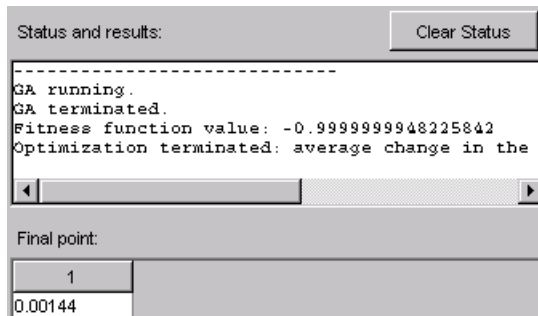 Status and results:
Clear Status
-----------------------------
GA running.
GA terminated.
Fitness function value: -0.9999999948225842
Optimization terminated: average change in the
Final point:
1
0.00144